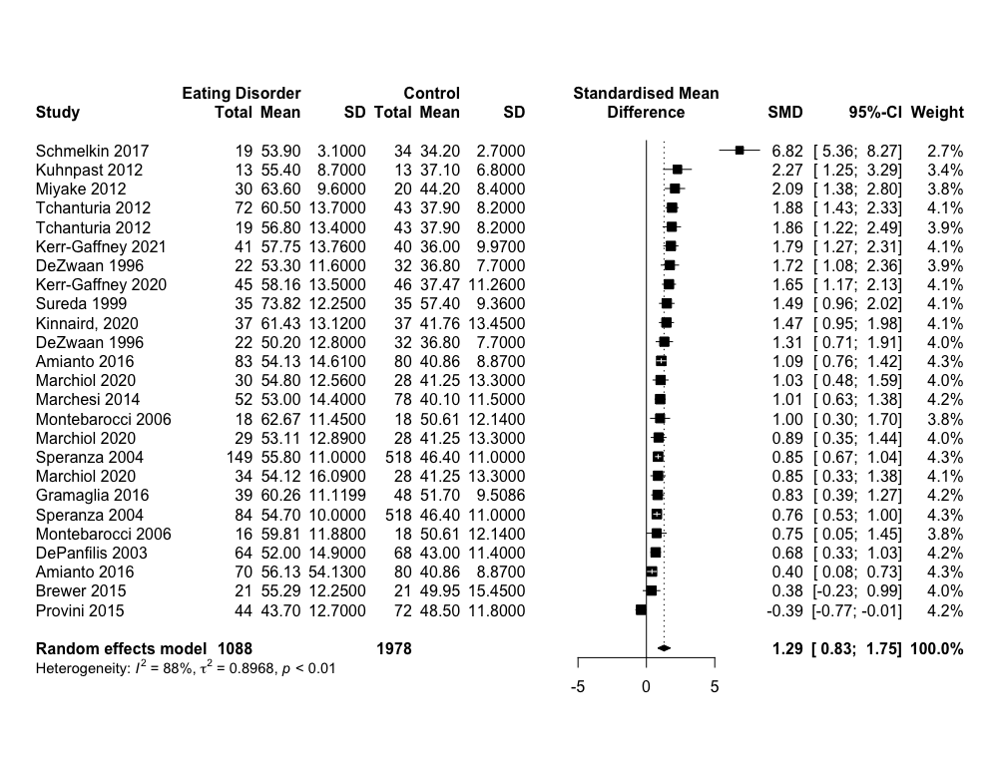 Eating Disorder Control Standardised Mean
Study Total Mean SD Total Mean SD Difference SMD 95%-CI Weight
Schmelkin 2017 19 53.90 3.1000 34 34.20 2.7000 6.82 [ 5.36; 8.27] 2.7%
Kuhnpast 2012 13 55.40 8.7000 13 37.10 6.8000 2.27 [ 1.25; 3.29] 3.4%
Miyake 2012 30 63.60 9.6000 20 44.20 8.4000 2.09 [ 1.38; 2.80] 3.8%
Tchanturia 2012 72 60.50 13.7000 43 37.90 8.2000 1.88 [ 1.43; 2.33] 4.1%
Tchanturia 2012 19 56.80 13.4000 43 37.90 8.2000 1.86 [ 1.22; 2.49] 3.9%
Kerr-Gaffney 2021 41 57.75 13.7600 40 36.00 9.9700 1.79 [ 1.27; 2.31] 4.1%
DeZwaan 1996 22 53.30 11.6000 32 36.80 7.7000 1.72 [ 1.08; 2.36] 3.9%
Kerr-Gaffney 2020 45 58.16 13.5000 46 37.47 11.2600 1.65 [ 1.17; 2.13] 4.1%
Sureda 1999 35 73.82 12.2500 35 57.40 9.3600 1.49 [ 0.96; 2.02] 4.1%
Kinnaird, 2020 37 61.43 13.1200 37 41.76 13.4500 1.47 [ 0.95; 1.98] 4.1%
DeZwaan 1996 22 50.20 12.8000 32 36.80 7.7000 1.31 [ 0.71; 1.91] 4.0%
Amianto 2016 83 54.13 14.6100 80 40.86 8.8700 1.09 [ 0.76; 1.42] 4.3%
Marchiol 2020 30 54.80 12.5600 28 41.25 13.3000 1.03 [ 0.48; 1.59] 4.0%
Marchesi 2014 52 53.00 14.4000 78 40.10 11.5000 1.01 [ 0.63; 1.38] 4.2%
Montebarocci 2006 18 62.67 11.4500 18 50.61 12.1400 1.00 [ 0.30; 1.70] 3.8%
Marchiol 2020 29 53.11 12.8900 28 41.25 13.3000 0.89 [ 0.35; 1.44] 4.0%
Speranza 2004 149 55.80 11.0000 518 46.40 11.0000 0.85 [ 0.67; 1.04] 4.3%
Marchiol 2020 34 54.12 16.0900 28 41.25 13.3000 0.85 [ 0.33; 1.38] 4.1%
Gramaglia 2016 39 60.26 11.1199 48 51.70 9.5086 0.83 [ 0.39; 1.27] 4.2%
Speranza 2004 84 54.70 10.0000 518 46.40 11.0000 0.76 [ 0.53; 1.00] 4.3%
Montebarocci 2006 16 59.81 11.8800 18 50.61 12.1400 0.75 [ 0.05; 1.45] 3.8%
DePanfilis 2003 64 52.00 14.9000 68 43.00 11.4000 0.68 [ 0.33; 1.03] 4.2%
Amianto 2016 70 56.13 54.1300 80 40.86 8.8700 0.40 [ 0.08; 0.73] 4.3%
Brewer 2015 21 55.29 12.2500 21 49.95 15.4500 0.38 [-0.23; 0.99] 4.0%
Provini 2015 44 43.70 12.7000 72 48.50 11.8000 -0.39 [-0.77; -0.01] 4.2%
Random effects model 1088 1978 1.29 [ 0.83; 1.75] 100.0%
Heterogeneity: I² = 88%, τ² = 0.8968, p < 0.01
-5 0 5